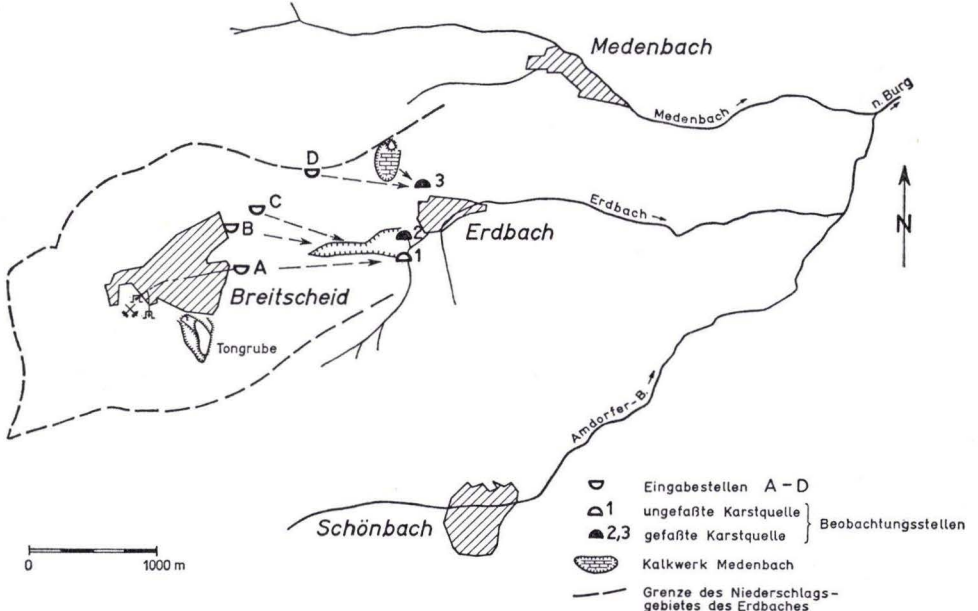 Medenbach
n. Burg
Medenbach
D
3
C
N
Erdbach
B
2
Erdbach
A
1
Breitscheid
Tongrube
Amdorfer-B.
Schönbach
Eingabestellen A-D
1 ungefaßte Karstquelle
Beobachtungsstellen
2,3 gefaßte Karstquelle
Kalkwerk Medenbach
Grenze des Niederschlags-
gebietes des Erdbaches
0 1000 m